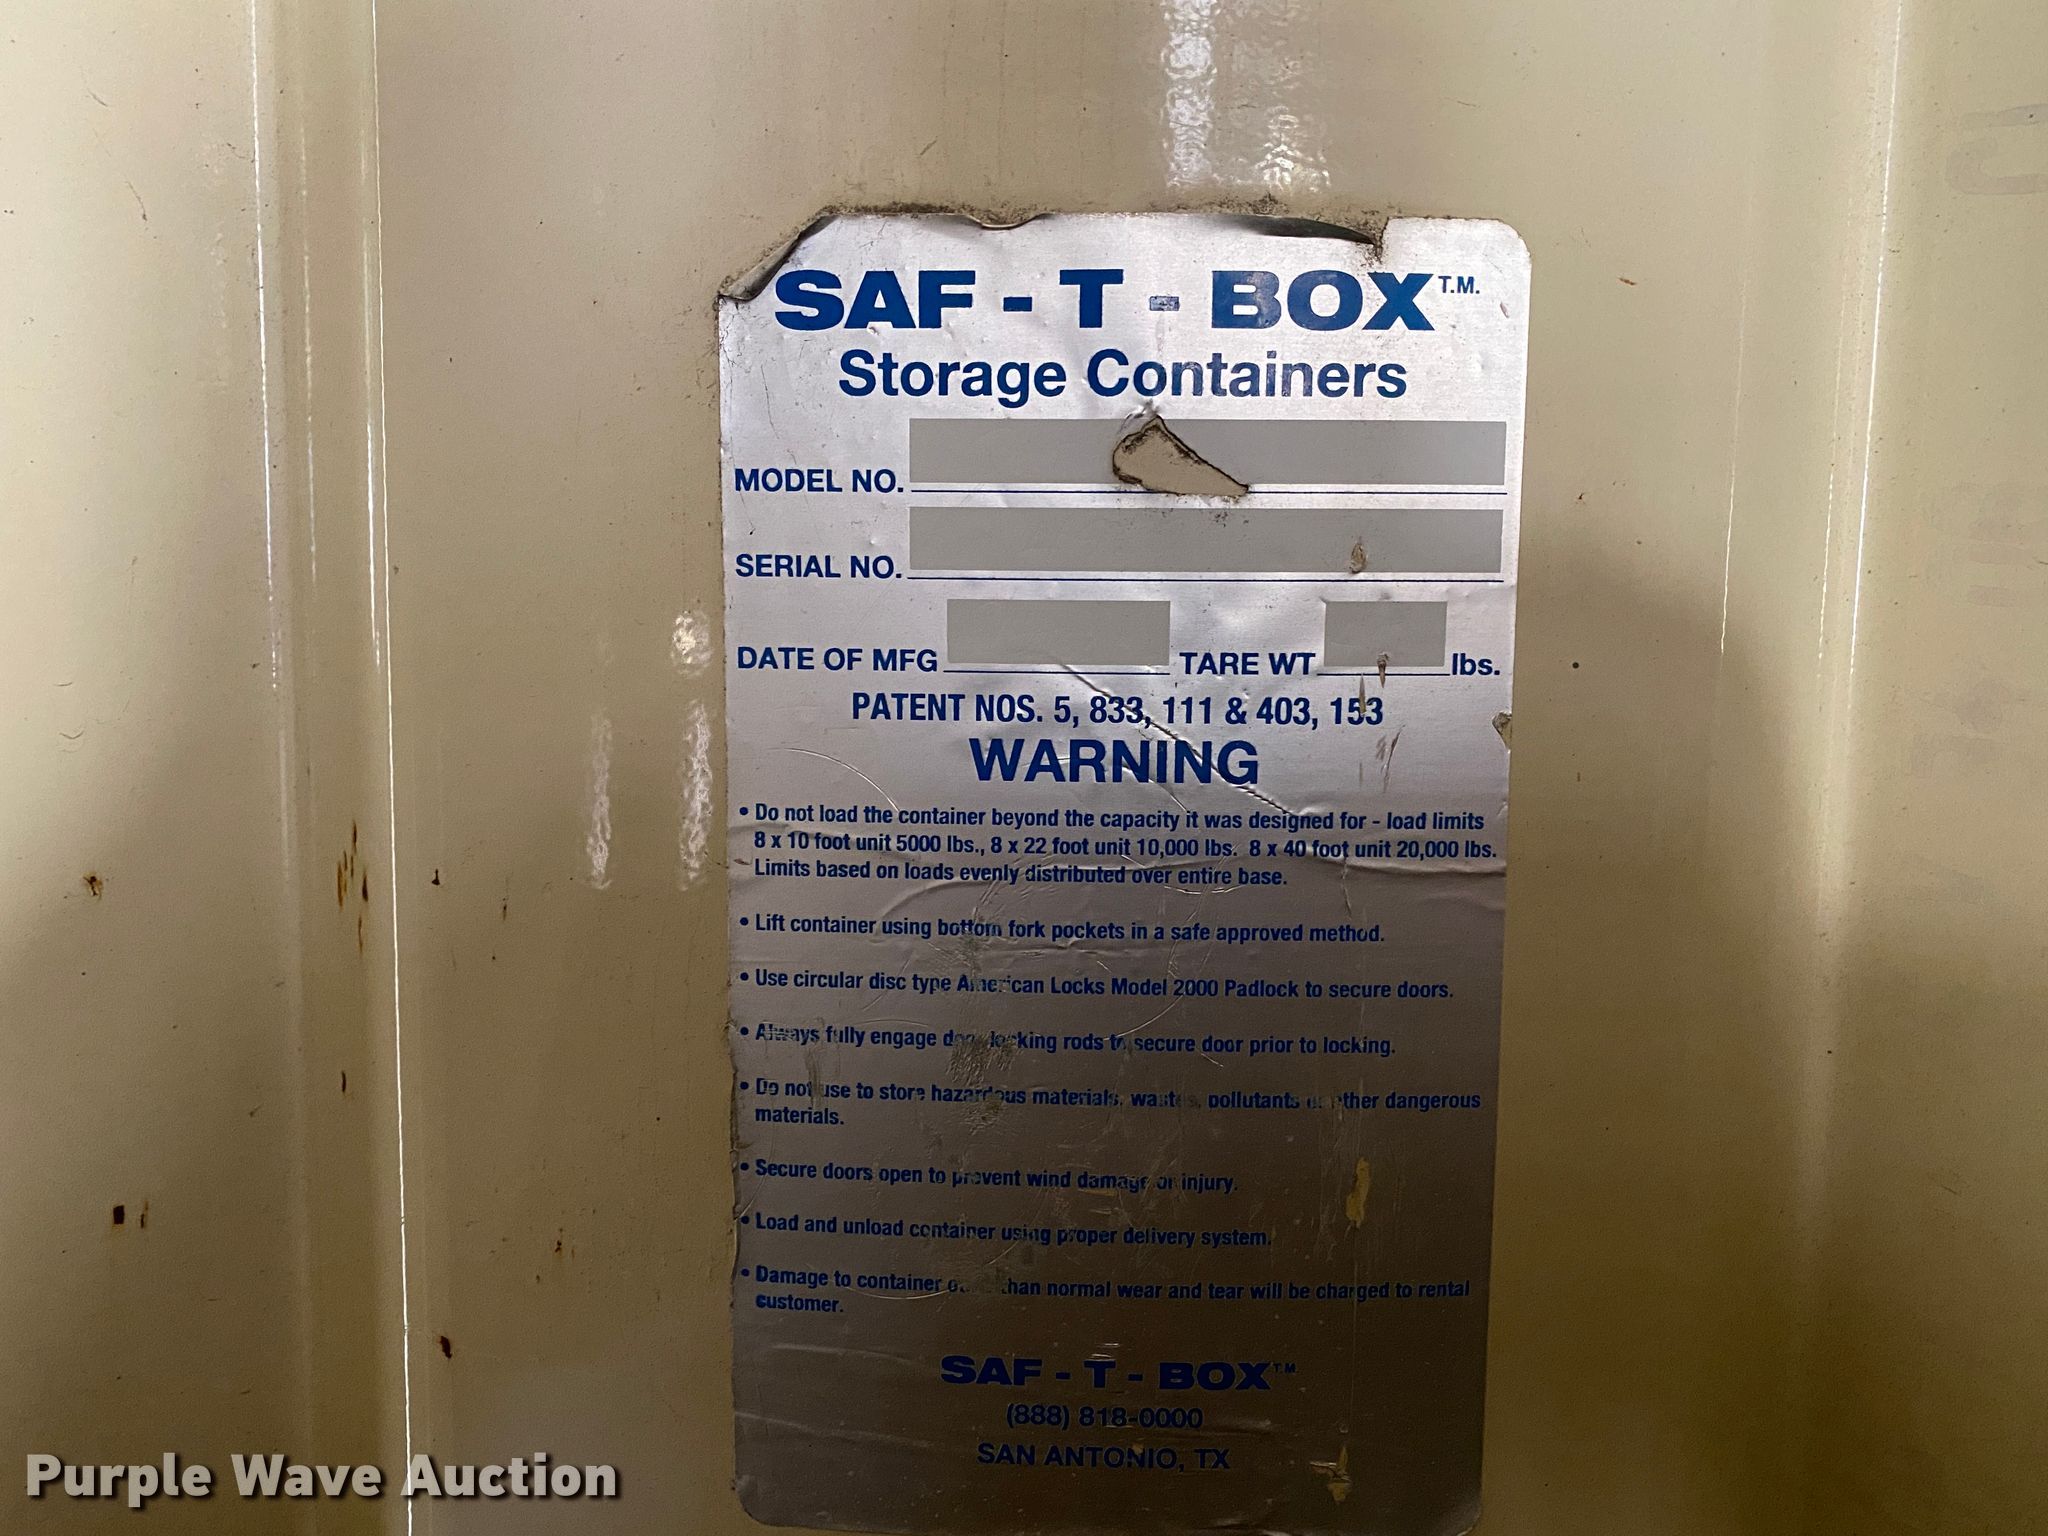 SAF - T - BOX T.M.
Storage Containers
MODEL NO.
SERIAL NO.
DATE OF MFG TARE WT lbs.
PATENT NOS. 5, 833, 111 & 403, 153
WARNING
• Do not load the container beyond the capacity it was designed for - load limits
8 x 10 foot unit 5000 lbs., 8 x 22 foot unit 10,000 lbs. 8 x 40 foot unit 20,000 lbs.
Limits based on loads evenly distributed over entire base.
• Lift container using bottom fork pockets in a safe approved method.
• Use circular disc type American Locks Model 2000 Padlock to secure doors.
• Always fully engage door locking rods to secure door prior to locking.
• Do not use to store hazardous materials, wastes, pollutants or other dangerous
materials.
• Secure doors open to prevent wind damage or injury.
• Load and unload container using proper delivery system.
• Damage to container other than normal wear and tear will be charged to rental
customer.
SAF - T - BOX T.M.
(888) 818-0000
SAN ANTONIO, TX
Purple Wave Auction